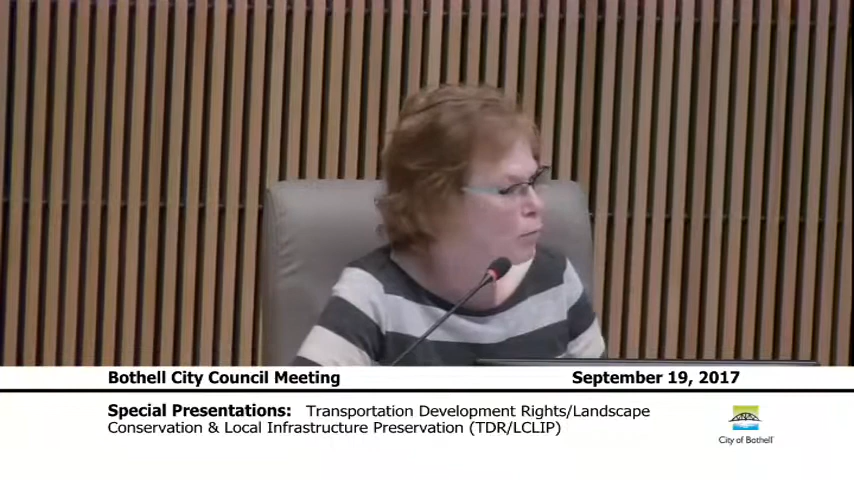 Bothell City Council Meeting September 19, 2017
Special Presentations: Transportation Development Rights/Landscape
Conservation & Local Infrastructure Preservation (TDR/LCLIP)
City of Bothell